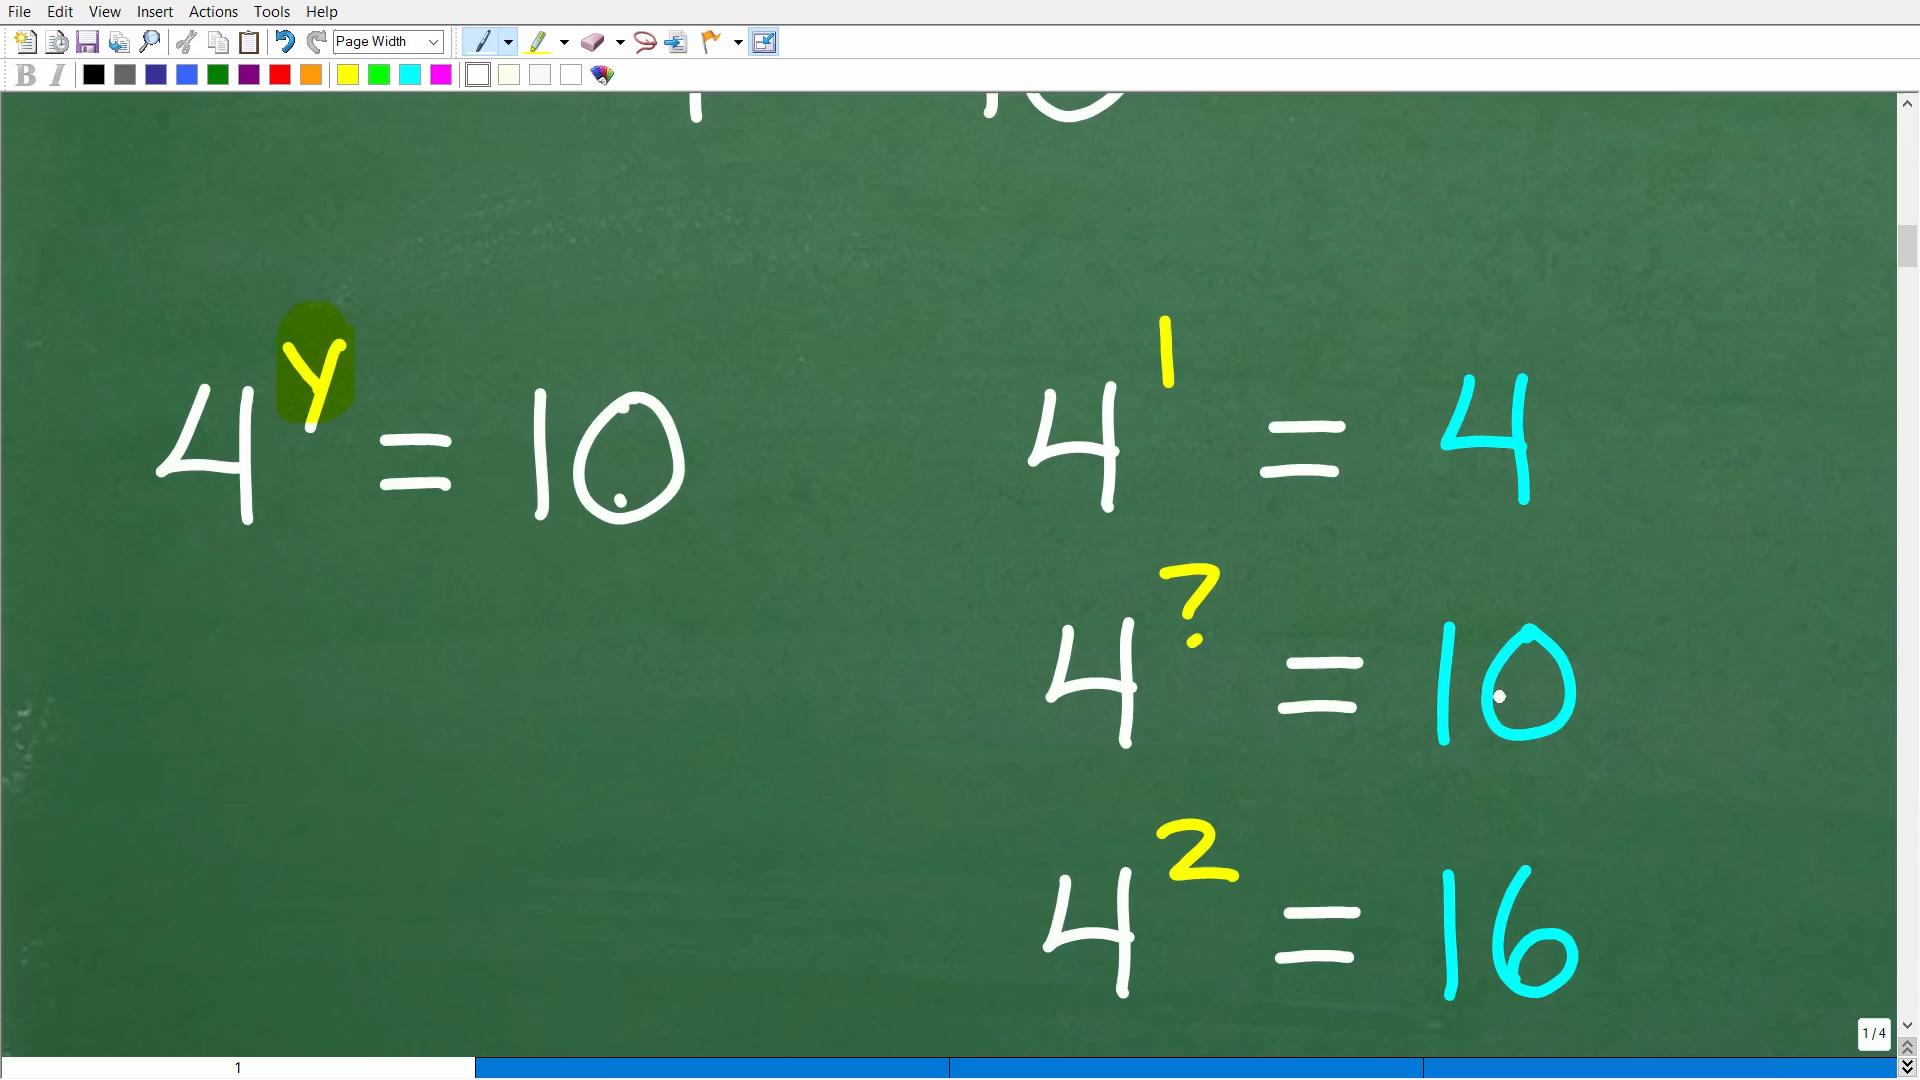 File Edit View Insert Actions Tools Help
Page Width
B I
4^y = 10
4^1 = 4
4^? = 10
4^2 = 16
1 / 4
1